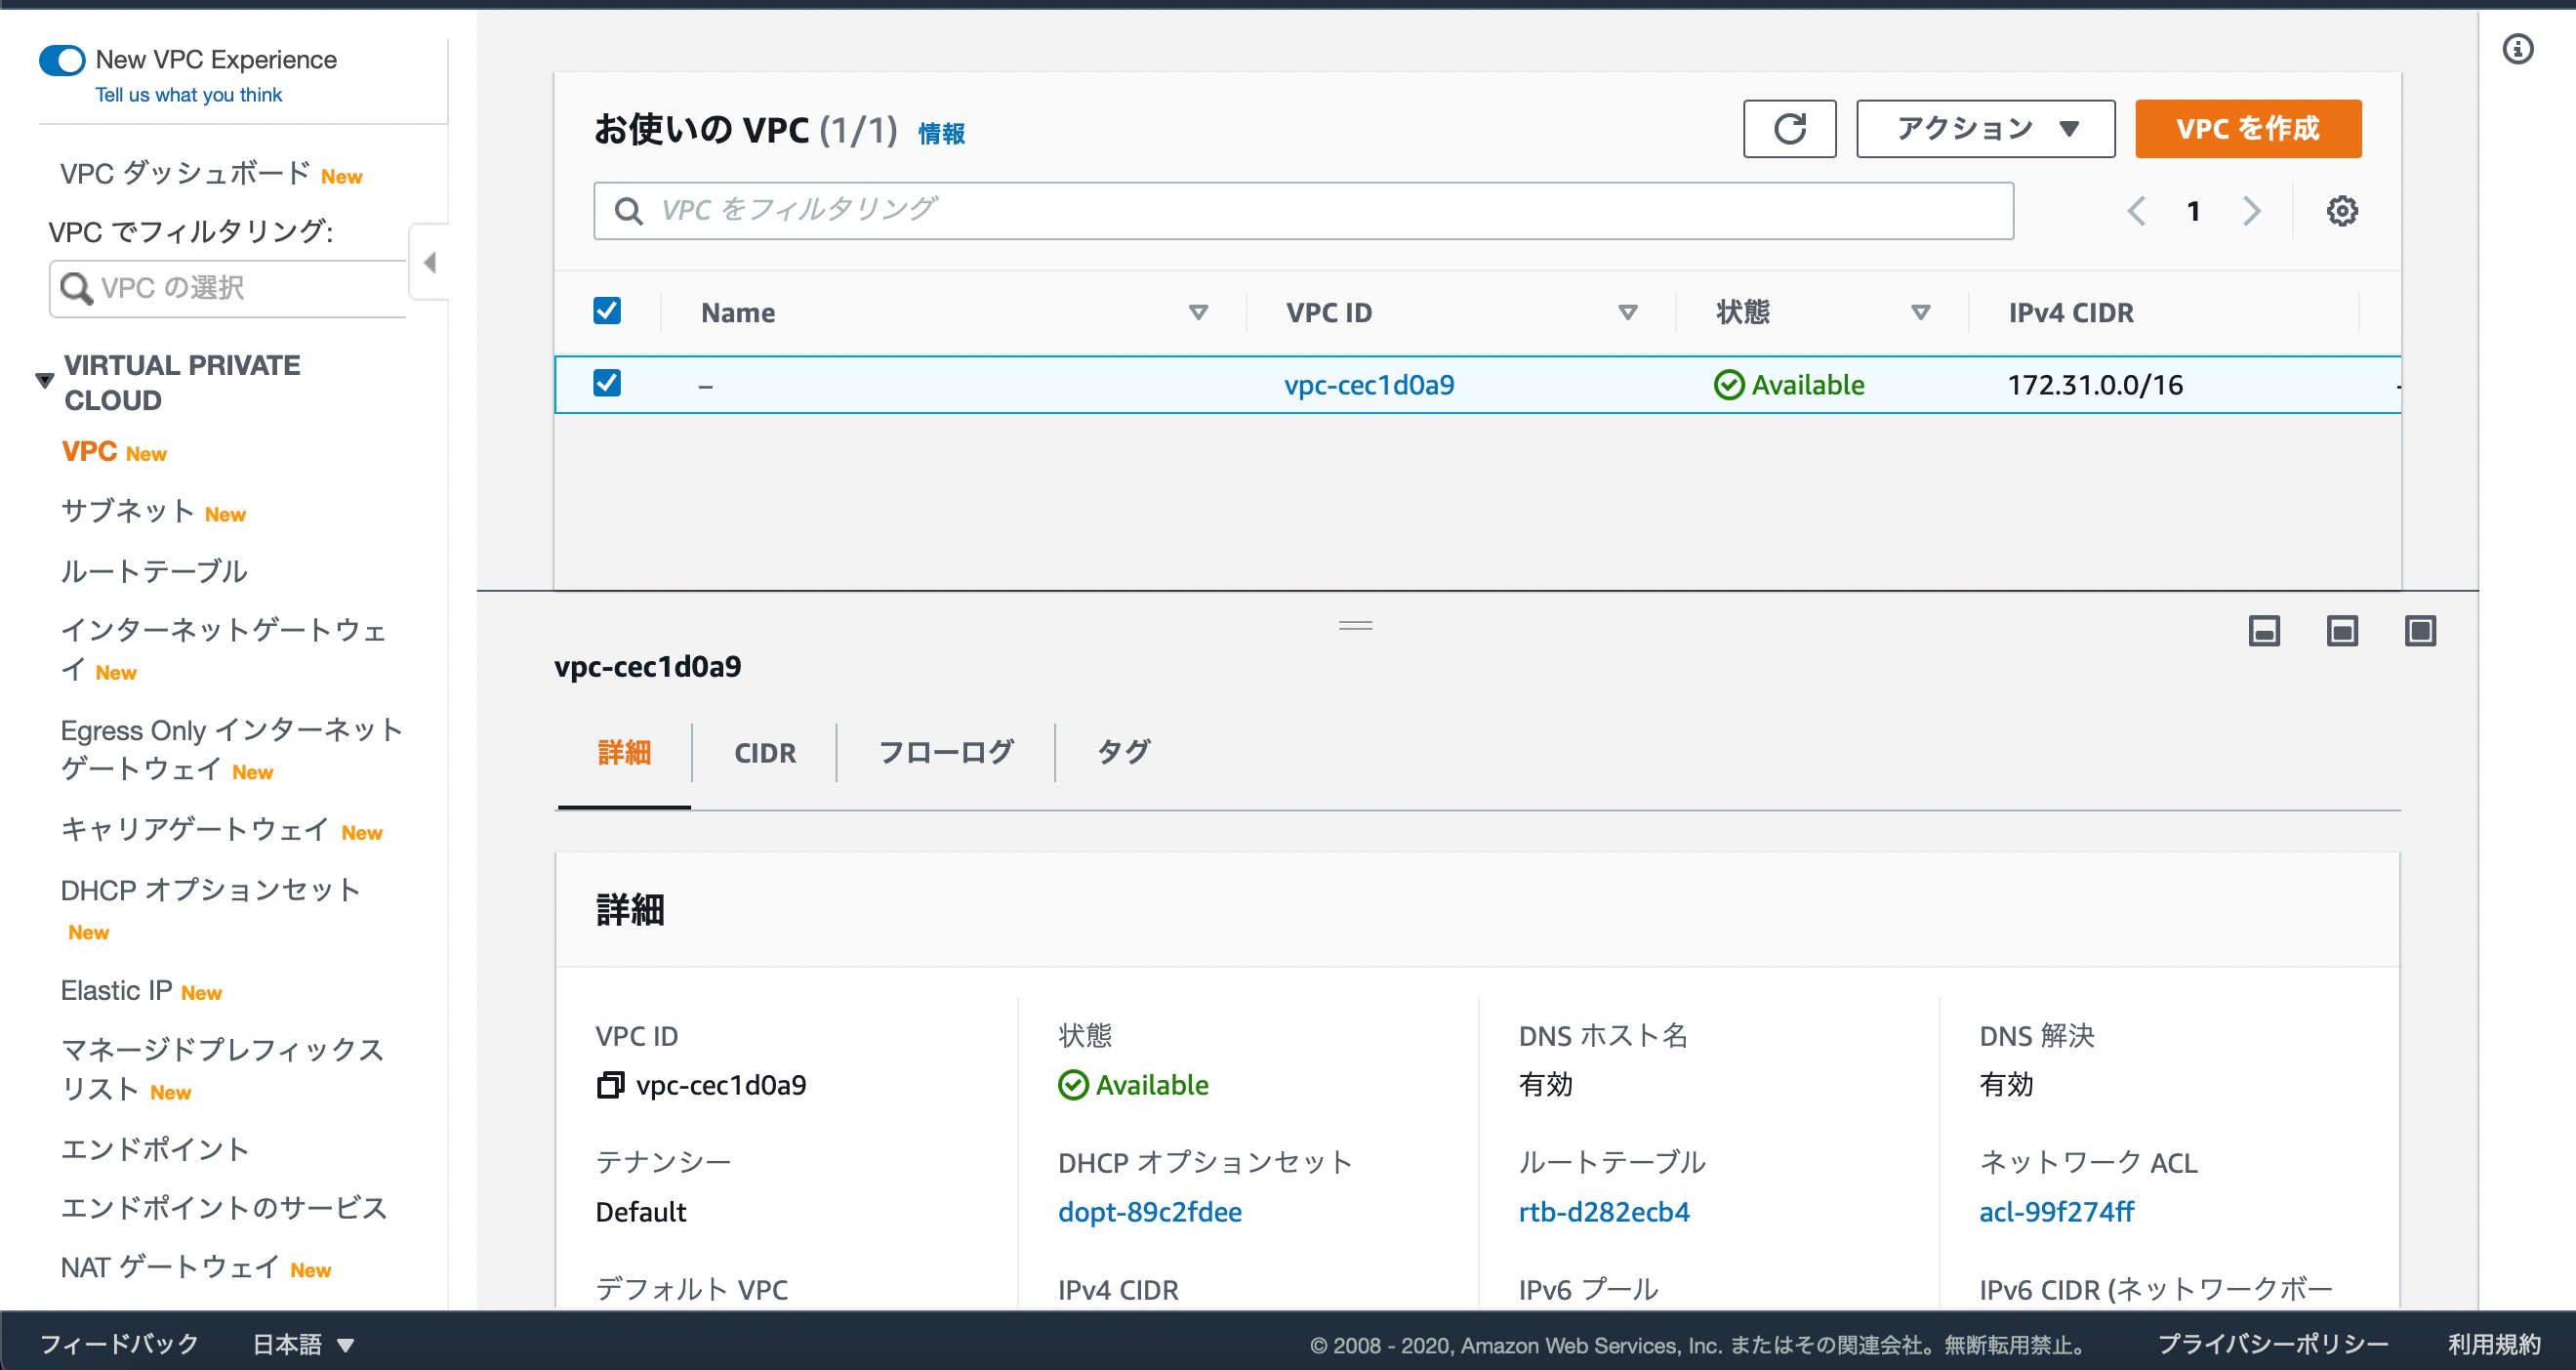 New VPC Experience
Tell us what you think
VPC ダッシュボード New
VPC でフィルタリング:
VPC の選択
VIRTUAL PRIVATE
CLOUD
VPC New
サブネット New
ルートテーブル
インターネットゲートウェ
イ New
Egress Only インターネット
ゲートウェイ New
キャリアゲートウェイ New
DHCP オプションセット
New
Elastic IP New
マネージドプレフィックス
リスト New
エンドポイント
エンドポイントのサービス
NAT ゲートウェイ New
お使いの VPC (1/1) 情報
アクション
VPC を作成
VPC をフィルタリング
1
Name VPC ID 状態 IPv4 CIDR
– vpc-cec1d0a9 Available 172.31.0.0/16
vpc-cec1d0a9
詳細 CIDR フローログ タグ
詳細
VPC ID 状態 DNS ホスト名 DNS 解決
vpc-cec1d0a9 Available 有効 有効
テナンシー DHCP オプションセット ルートテーブル ネットワーク ACL
Default dopt-89c2fdee rtb-d282ecb4 acl-99f274ff
デフォルト VPC IPv4 CIDR IPv6 プール IPv6 CIDR (ネットワークボー
フィードバック 日本語 © 2008 - 2020, Amazon Web Services, Inc. またはその関連会社。無断転用禁止。 プライバシーポリシー 利用規約